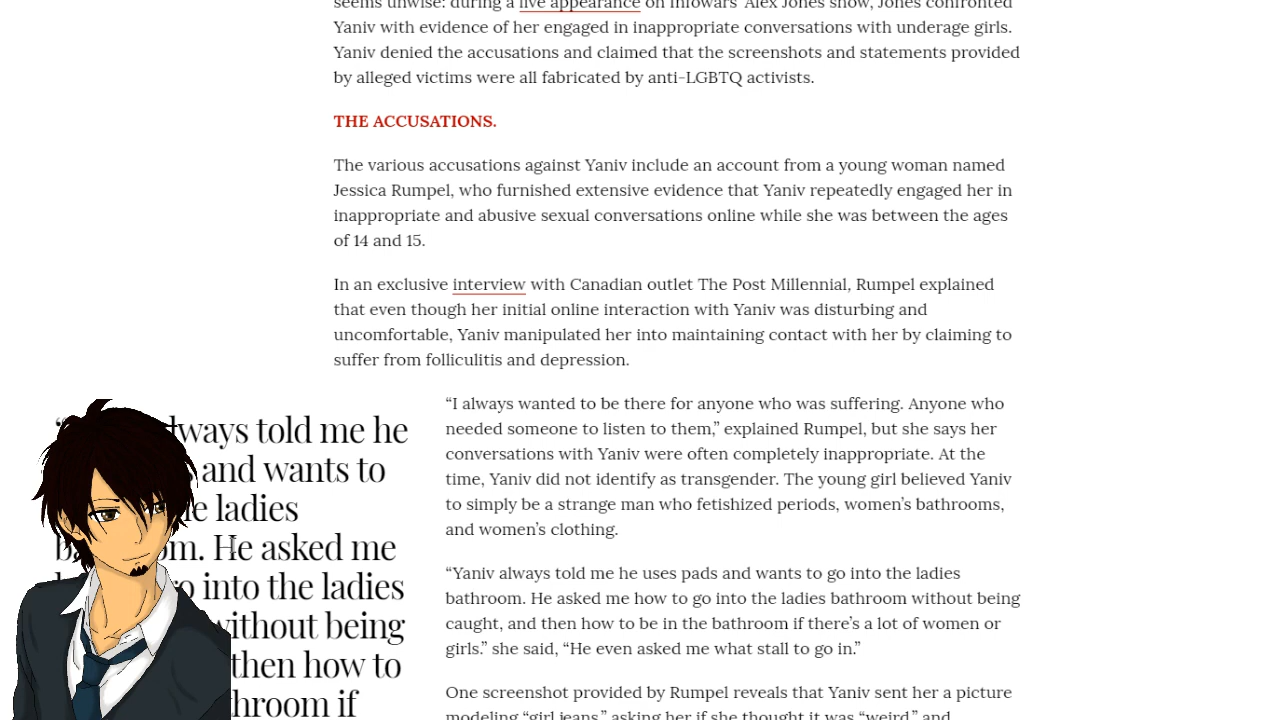 seems unwise: during a live appearance on Infowars' Alex Jones show, Jones confronted
Yaniv with evidence of her engaged in inappropriate conversations with underage girls.
Yaniv denied the accusations and claimed that the screenshots and statements provided
by alleged victims were all fabricated by anti-LGBTQ activists.
THE ACCUSATIONS.
The various accusations against Yaniv include an account from a young woman named
Jessica Rumpel, who furnished extensive evidence that Yaniv repeatedly engaged her in
inappropriate and abusive sexual conversations online while she was between the ages
of 14 and 15.
In an exclusive interview with Canadian outlet The Post Millennial, Rumpel explained
that even though her initial online interaction with Yaniv was disturbing and
uncomfortable, Yaniv manipulated her into maintaining contact with her by claiming to
suffer from folliculitis and depression.
always told me he
and wants to
ladies
He asked me
into the ladies
without being
then how to
if
“I always wanted to be there for anyone who was suffering. Anyone who
needed someone to listen to them,” explained Rumpel, but she says her
conversations with Yaniv were often completely inappropriate. At the
time, Yaniv did not identify as transgender. The young girl believed Yaniv
to simply be a strange man who fetishized periods, women’s bathrooms,
and women’s clothing.
“Yaniv always told me he uses pads and wants to go into the ladies
bathroom. He asked me how to go into the ladies bathroom without being
caught, and then how to be in the bathroom if there’s a lot of women or
girls.” she said, “He even asked me what stall to go in.”
One screenshot provided by Rumpel reveals that Yaniv sent her a picture
modeling “girl jeans,” asking her if she thought it was “weird,” and